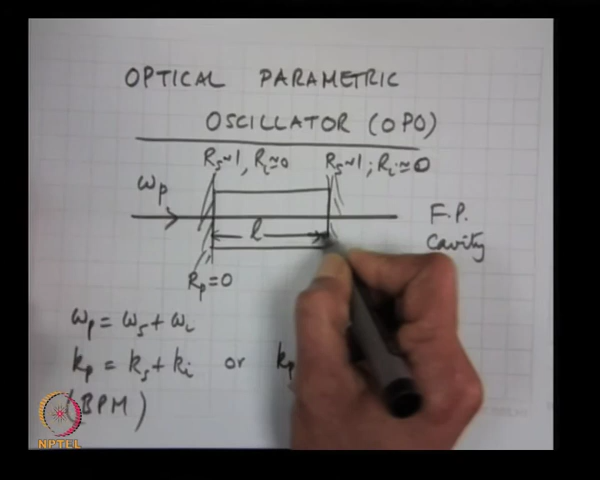 OPTICAL PARAMETRIC
OSCILLATOR (OPO)
Rs~1, Ri≃0 Rs~1; Ri≃0
ωp
F.P.
Cavity
l
Rp=0
ωp = ωs + ωi
kp = ks + ki or kp
(BPM)
NPTEL